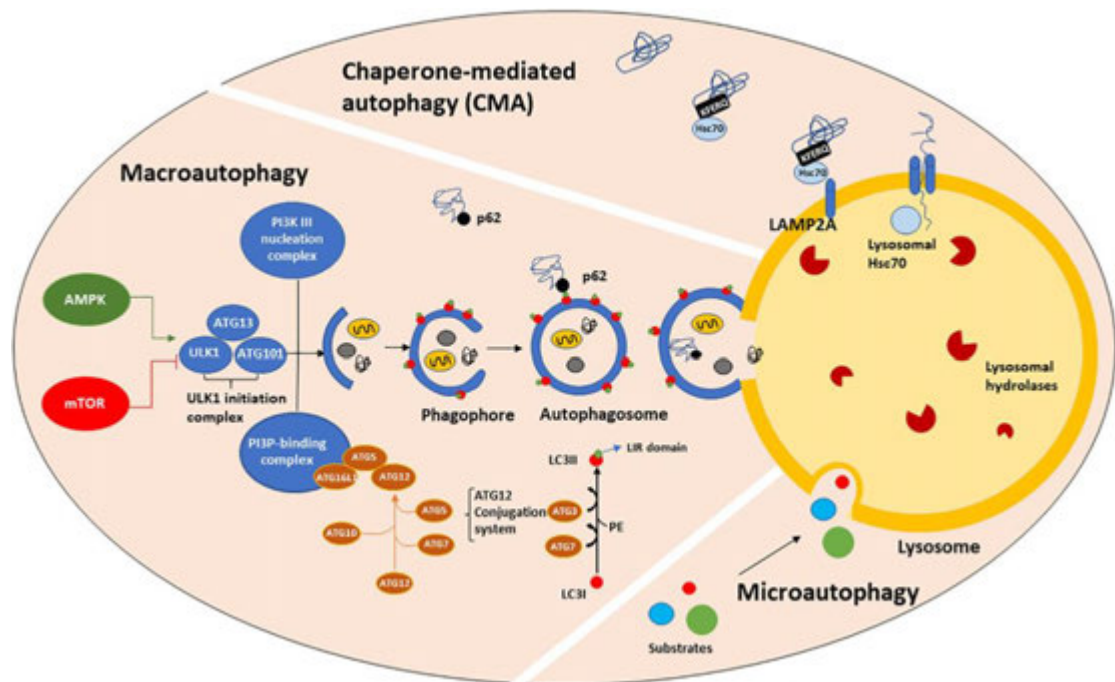 Chaperone-mediated
autophagy (CMA)
KFERQ
Hsc70
KFERQ
Hsc70
LAMP2A
Lysosomal
Hsc70
Macroautophagy
p62
PI3K III
nucleation
complex
p62
AMPK
ATG13
ULK1
ATG101
mTOR
ULK1 initiation
complex
Phagophore
Autophagosome
Lysosomal
hydrolases
PI3P-binding
complex
ATG5
ATG16L1
ATG12
LC3II
LIR domain
ATG12
Conjugation
system
ATG5
ATG3
ATG10
PE
ATG7
ATG7
ATG12
LC3I
Lysosome
Microautophagy
Substrates